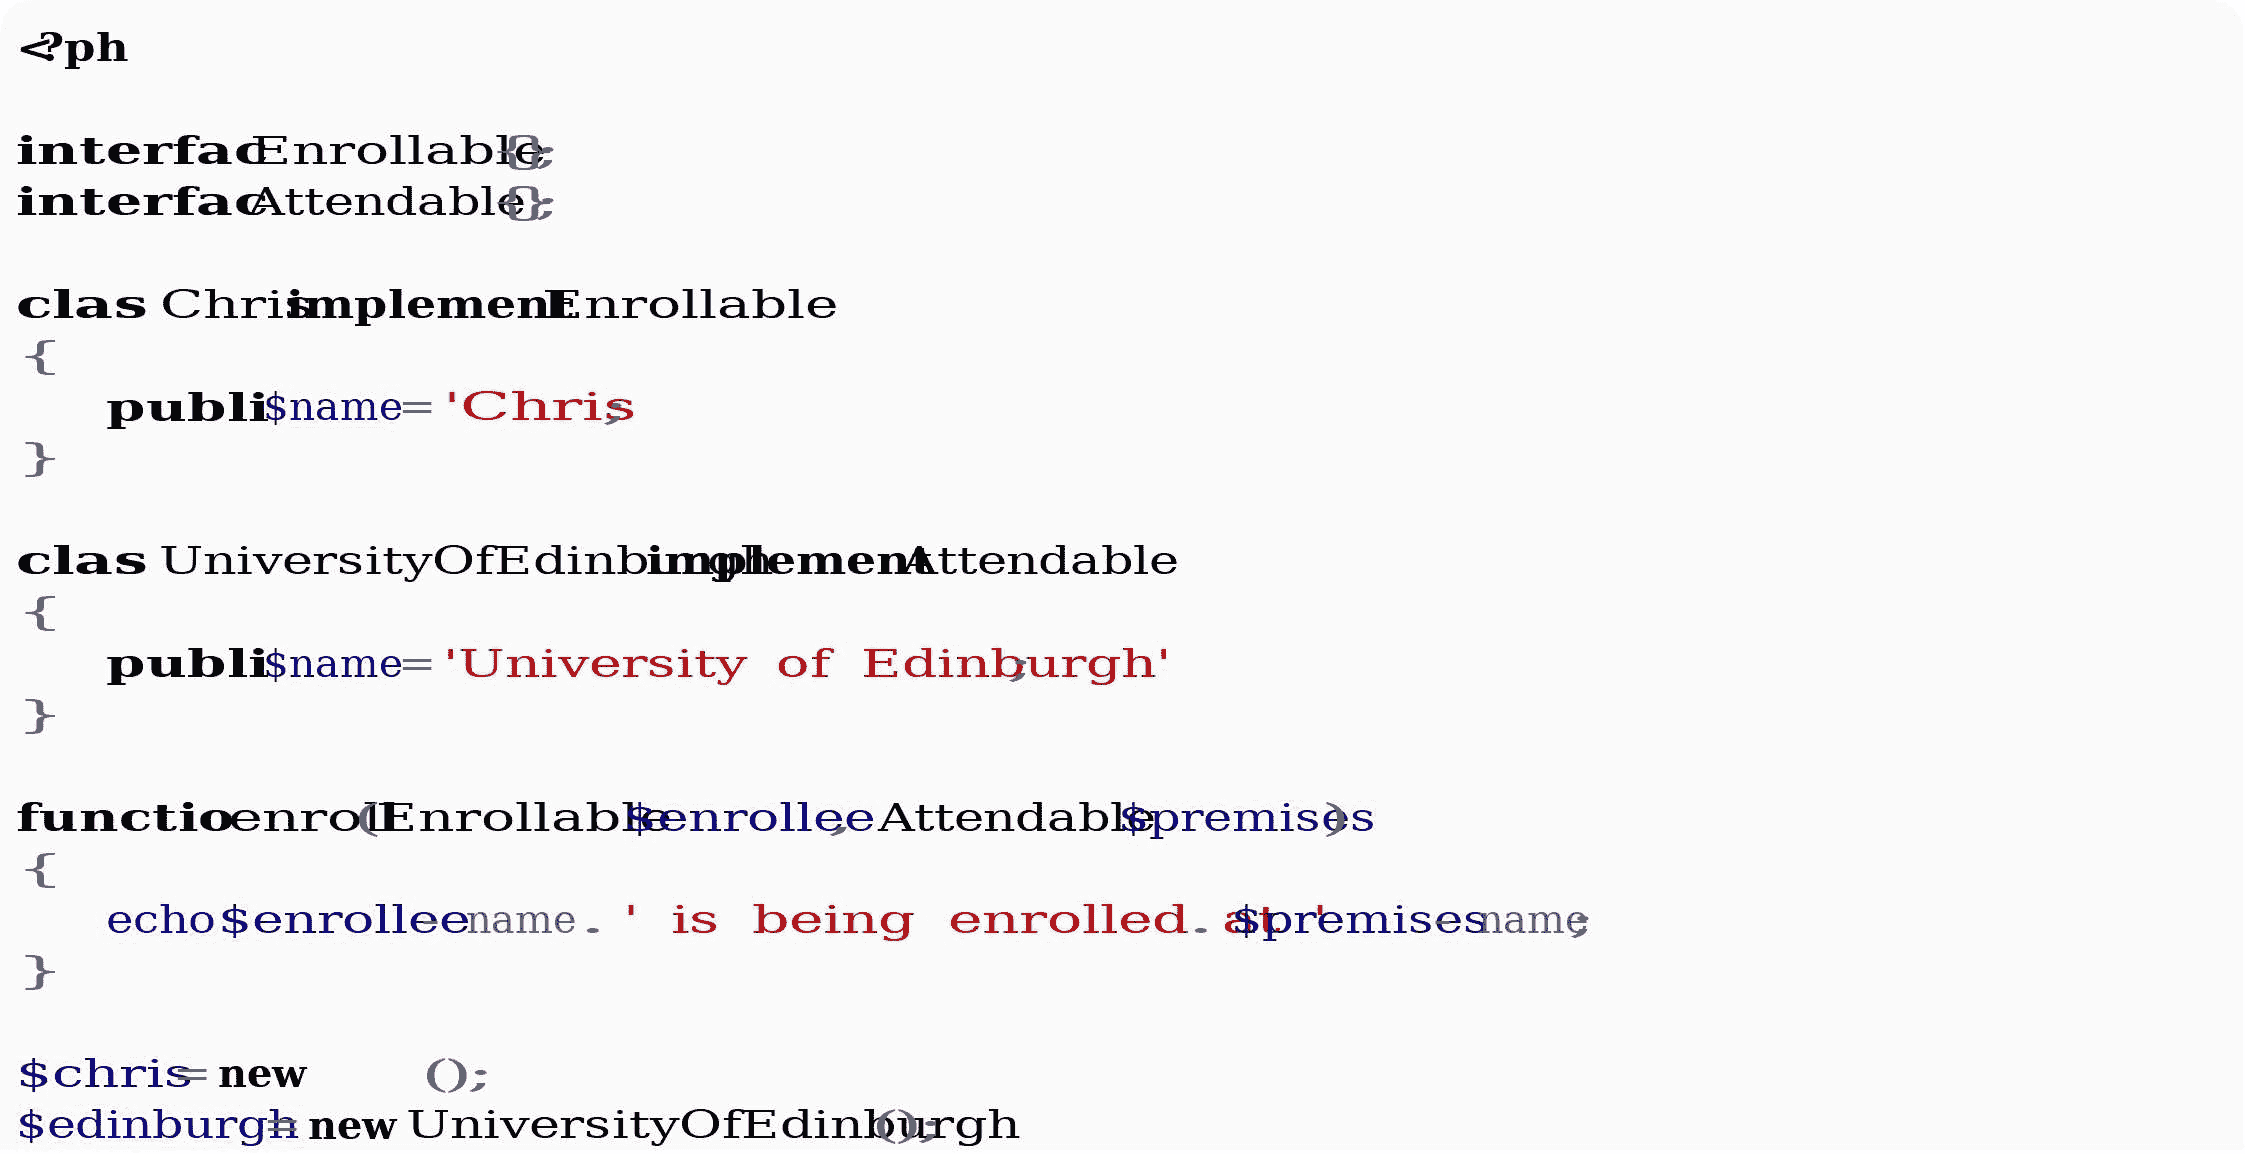 <?ph
interfac Enrollable {};
interfac Attendable {};
clas Chris implement Enrollable
{
publi $name = 'Chris ;
}
clas UniversityOfEdinburgh implement Attendable
{
publi $name = 'University of Edinburgh' ;
}
functio enroll ( Enrollable $enrollee , Attendable $premises )
{
echo $enrollee - name . ' is being enrolled at ' . $premises - name ;
}
$chris = new ();
$edinburgh = new UniversityOfEdinburgh ();